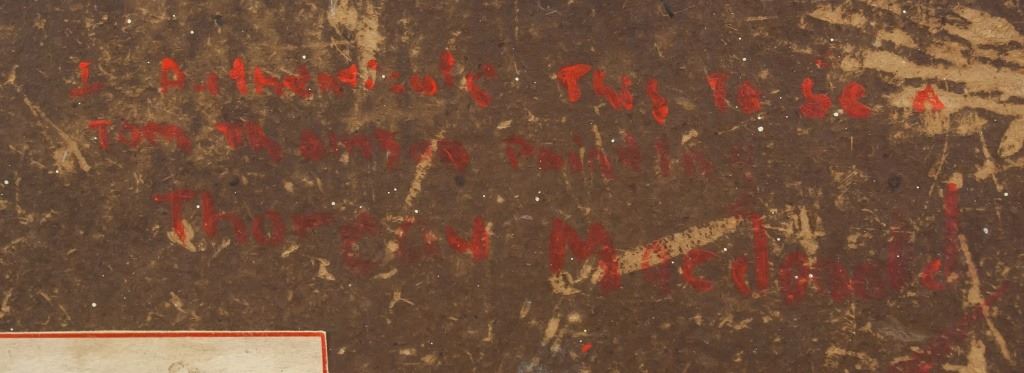 I Authenticate This To be A
Tom Thomson Painting
Thoreau Macdonald